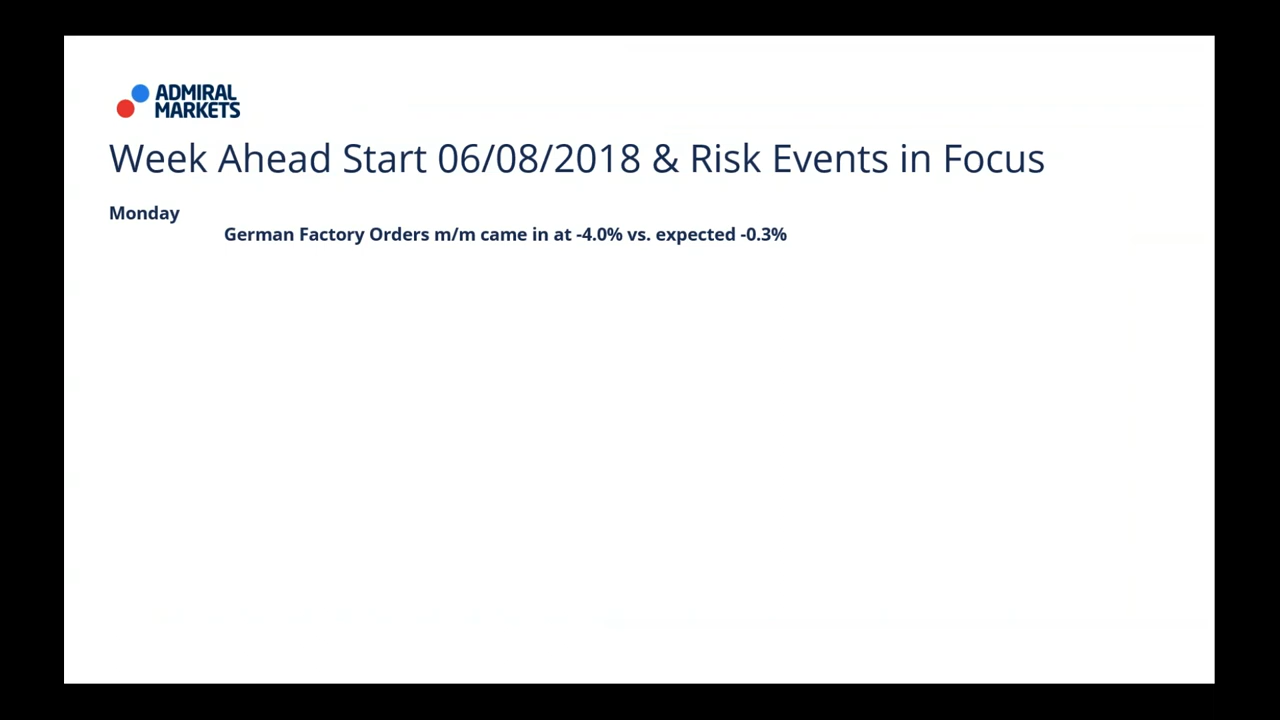 ADMIRAL
MARKETS
Week Ahead Start 06/08/2018 & Risk Events in Focus
Monday
German Factory Orders m/m came in at -4.0% vs. expected -0.3%